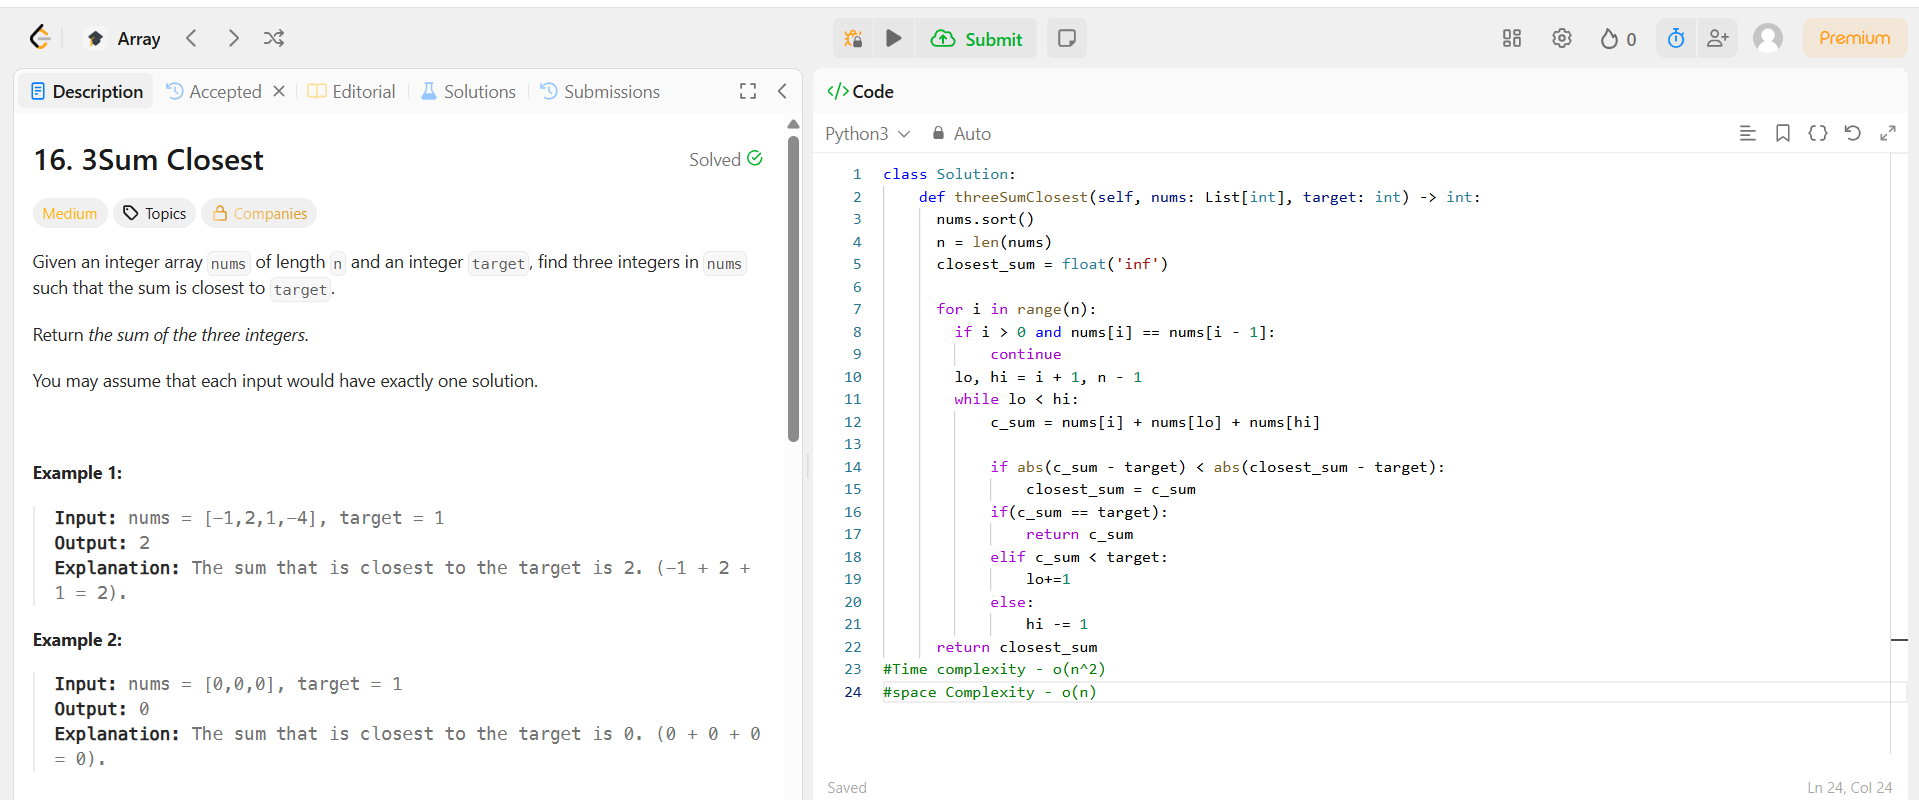 Array
Submit
0
Premium
Description
Accepted
Editorial
Solutions
Submissions
16. 3Sum Closest
Solved
Medium
Topics
Companies
Given an integer array nums of length n and an integer target, find three integers in nums
such that the sum is closest to target.
Return the sum of the three integers.
You may assume that each input would have exactly one solution.
Example 1:
Input: nums = [-1,2,1,-4], target = 1
Output: 2
Explanation: The sum that is closest to the target is 2. (-1 + 2 +
1 = 2).
Example 2:
Input: nums = [0,0,0], target = 1
Output: 0
Explanation: The sum that is closest to the target is 0. (0 + 0 + 0
= 0).
</> Code
Python3
Auto
1 class Solution:
2     def threeSumClosest(self, nums: List[int], target: int) -> int:
3       nums.sort()
4       n = len(nums)
5       closest_sum = float('inf')
6
7       for i in range(n):
8         if i > 0 and nums[i] == nums[i - 1]:
9             continue
10         lo, hi = i + 1, n - 1
11         while lo < hi:
12             c_sum = nums[i] + nums[lo] + nums[hi]
13
14             if abs(c_sum - target) < abs(closest_sum - target):
15                 closest_sum = c_sum
16             if(c_sum == target):
17                 return c_sum
18             elif c_sum < target:
19                 lo+=1
20             else:
21                 hi -= 1
22       return closest_sum
23 #Time complexity - o(n^2)
24 #space Complexity - o(n)
Saved
Ln 24, Col 24